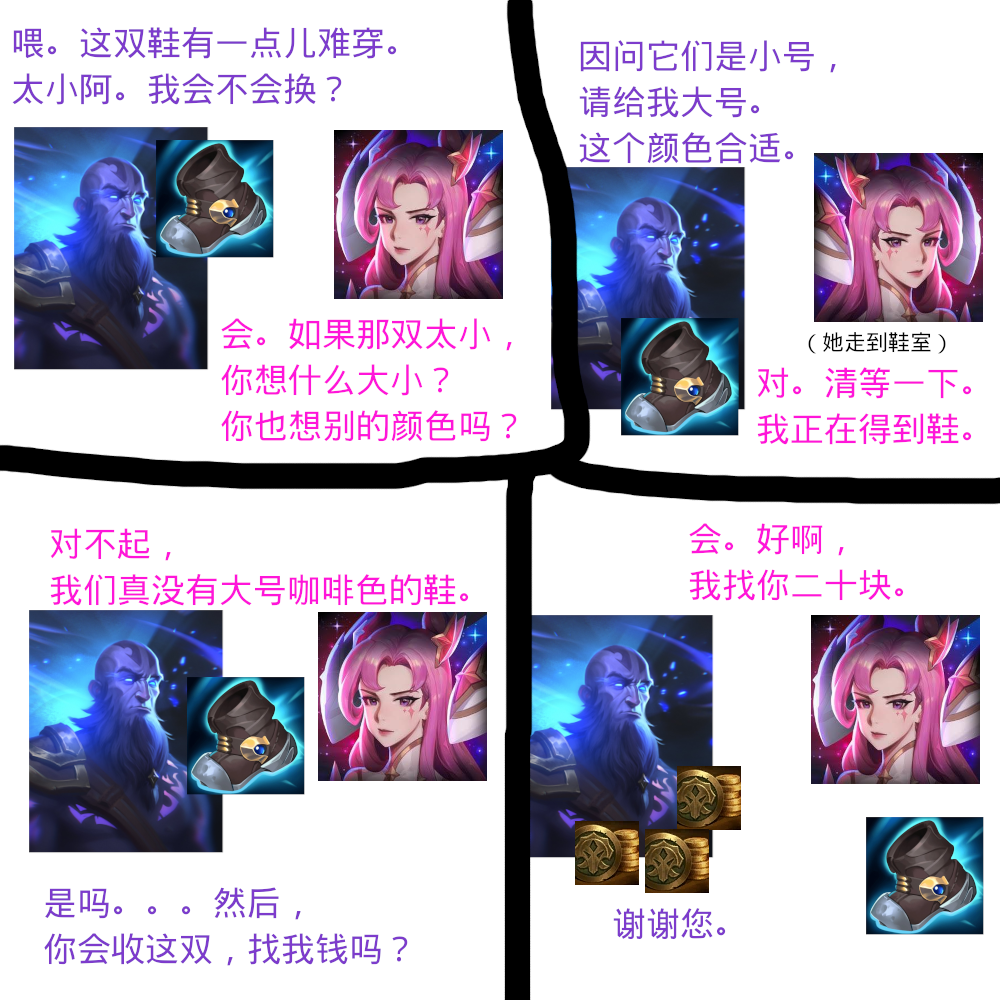 喂。这双鞋有一点儿难穿。
太小阿。我会不会换？
会。如果那双太小，
你想什么大小？
你也想别的颜色吗？
因问它们是小号，
请给我大号。
这个颜色合适。
（她走到鞋室）
对。清等一下。
我正在得到鞋。
对不起，
我们真没有大号咖啡色的鞋。
是吗。。。然后，
你会收这双，找我钱吗？
会。好啊，
我找你二十块。
谢谢您。